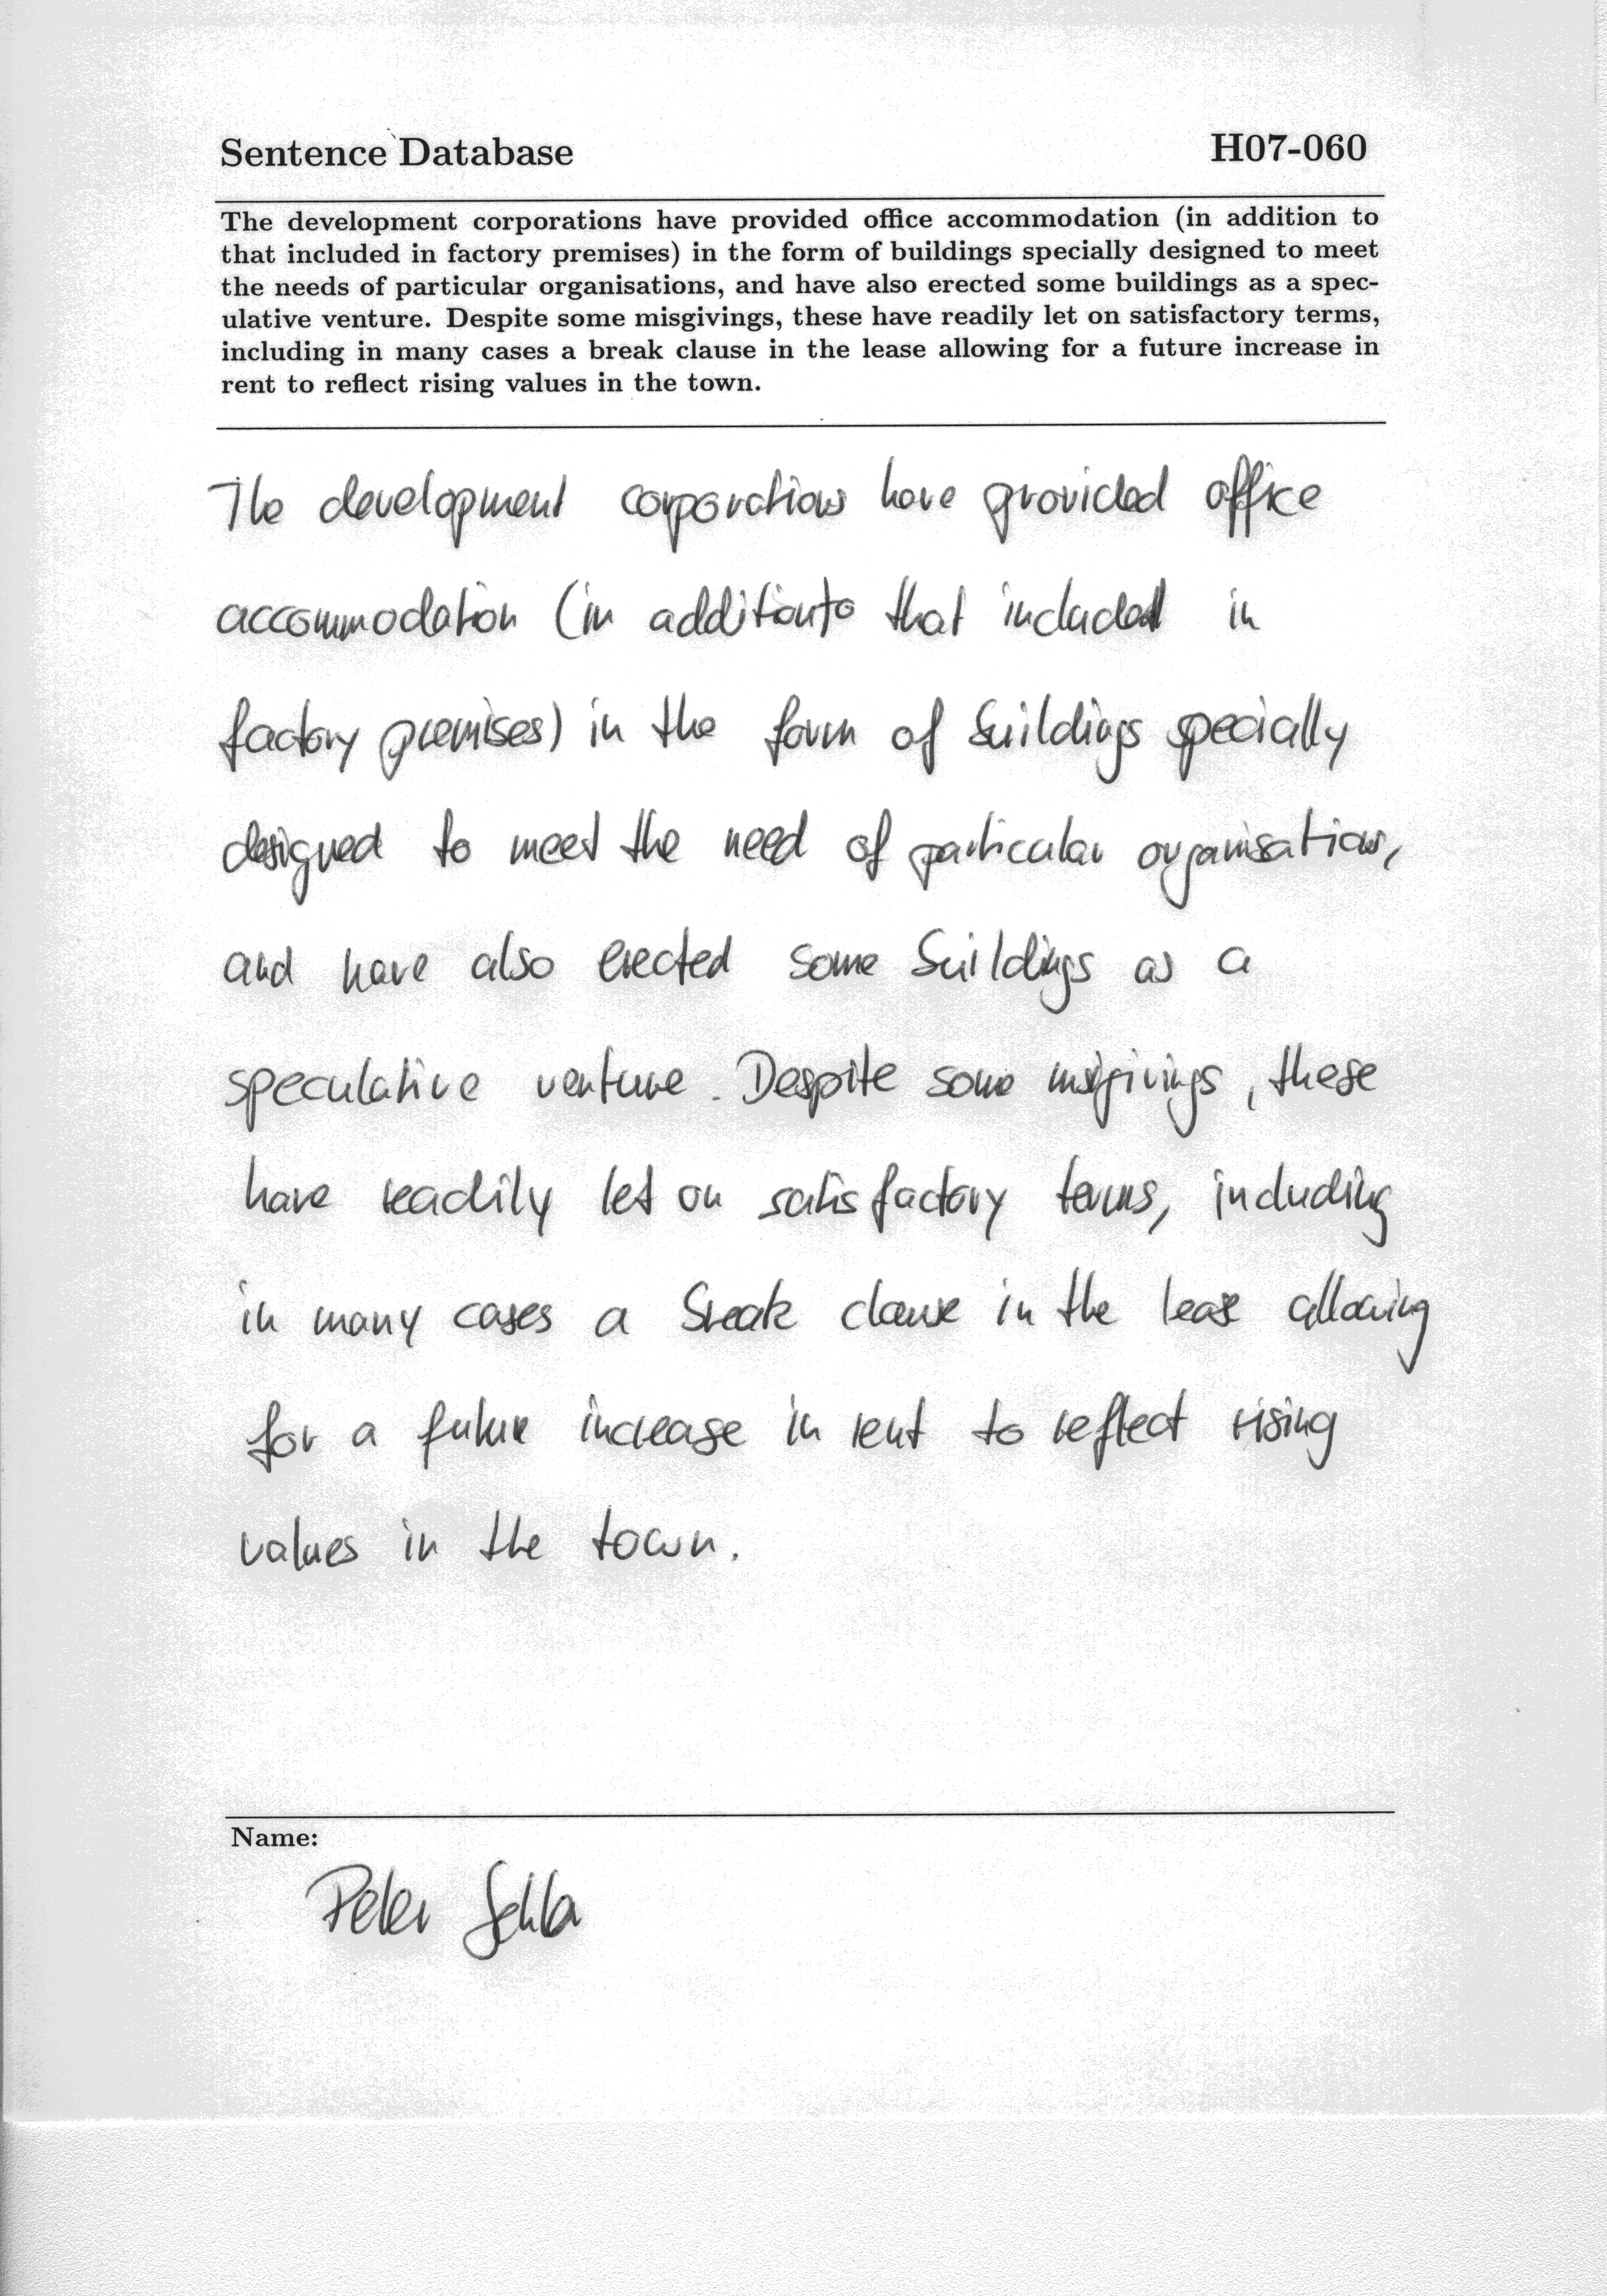 Sentence Database
H07-060
The development corporations have provided office accommodation (in addition to
that included in factory premises) in the form of buildings specially designed to meet
the needs of particular organisations, and have also erected some buildings as a spec-
ulative venture. Despite some misgivings, these have readily let on satisfactory terms,
including in many cases a break clause in the lease allowing for a future increase in
rent to reflect rising values in the town.
The development corporations have provided office
accommodation (in addition to that included in
factory premises) in the form of buildings specially
designed to meet the need of particular organisations,
and have also erected some buildings as a
speculative venture. Despite some misgivings, these
have readily let on satisfactory terms, including
in many cases a break clause in the lease allowing
for a future increase in rent to reflect rising
values in the town.
Name:
Peter